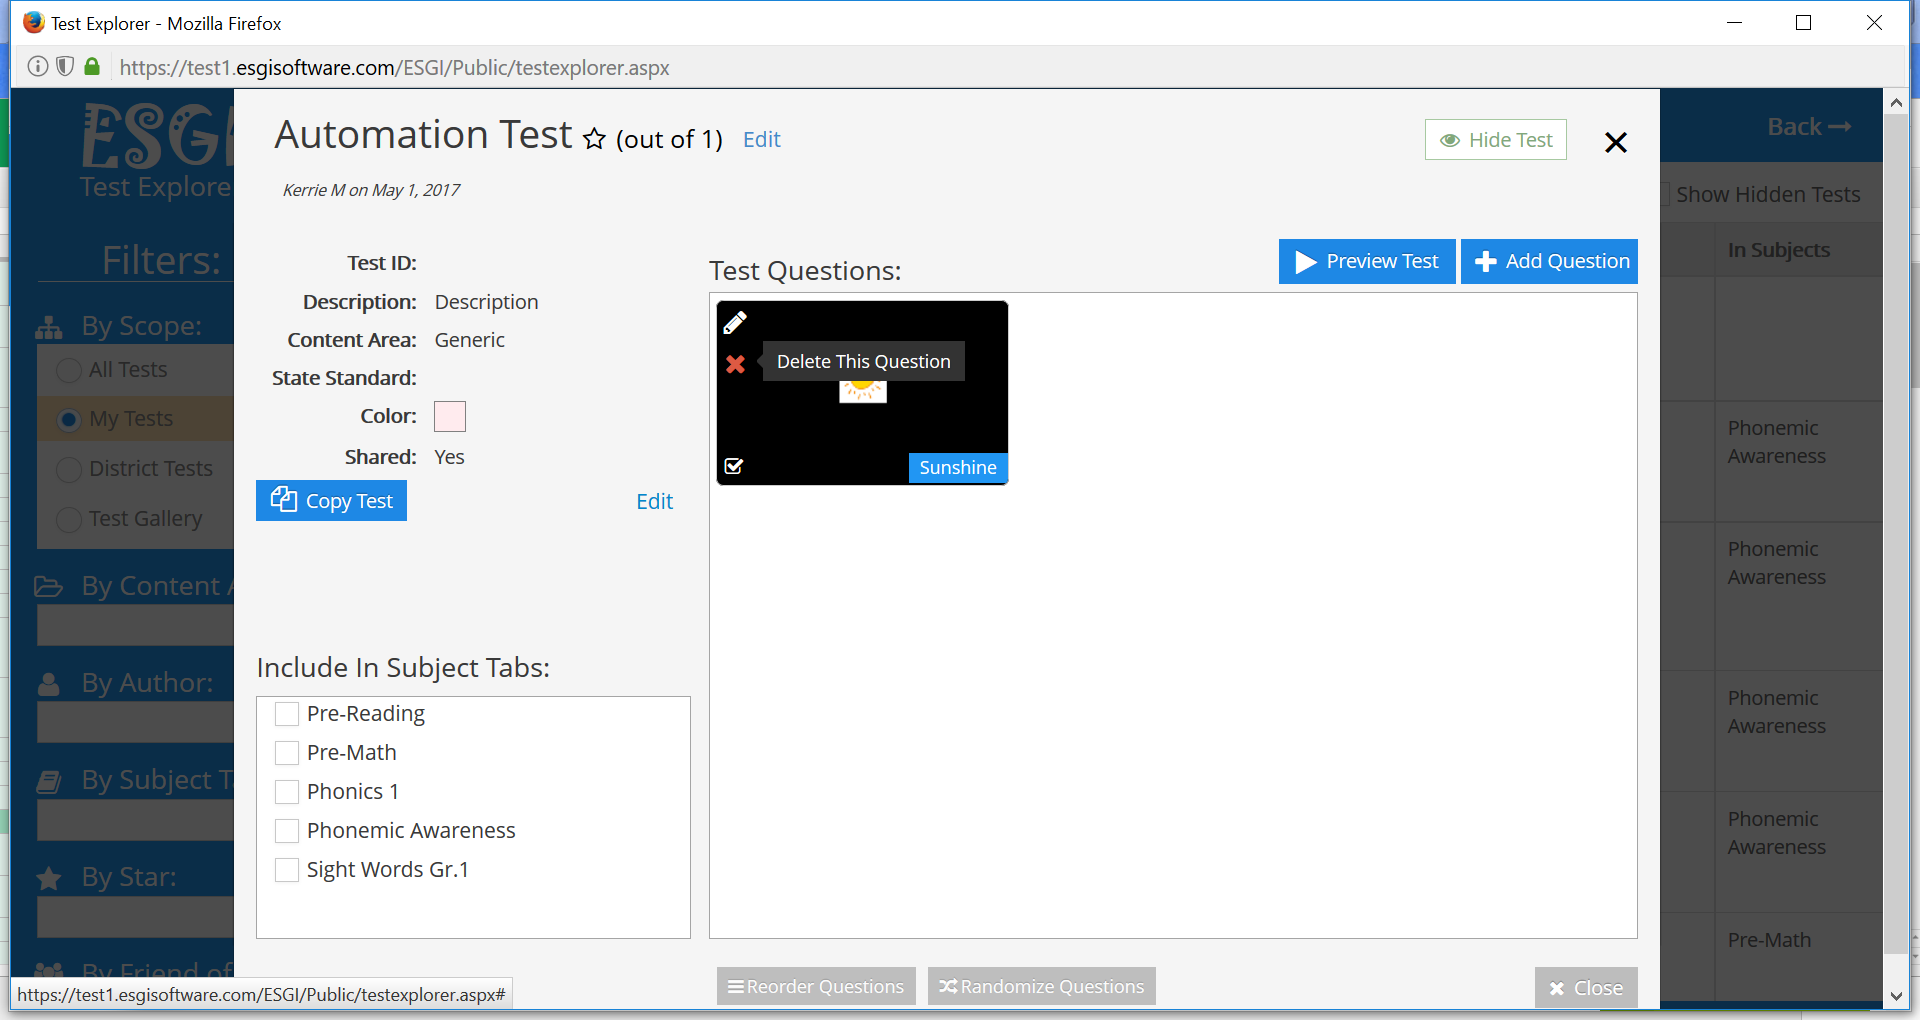 Test Explorer - Mozilla Firefox
https://test1.esgisoftware.com/ESGI/Public/testexplorer.aspx
ESGI
Test Explore
Back
Automation Test (out of 1) Edit
Hide Test
Kerrie M on May 1, 2017
Show Hidden Tests
In Subjects
Filters:
By Scope:
All Tests
My Tests
District Tests
Test Gallery
By Content A
By Author:
By Subject Ta
By Star:
By Friend of
Test ID:
Description: Description
Content Area: Generic
State Standard:
Color:
Shared: Yes
Copy Test
Edit
Include In Subject Tabs:
Pre-Reading
Pre-Math
Phonics 1
Phonemic Awareness
Sight Words Gr.1
Test Questions:
Preview Test
Add Question
Delete This Question
Sunshine
Reorder Questions
Randomize Questions
Close
Phonemic
Awareness
Phonemic
Awareness
Phonemic
Awareness
Phonemic
Awareness
Pre-Math
https://test1.esgisoftware.com/ESGI/Public/testexplorer.aspx#